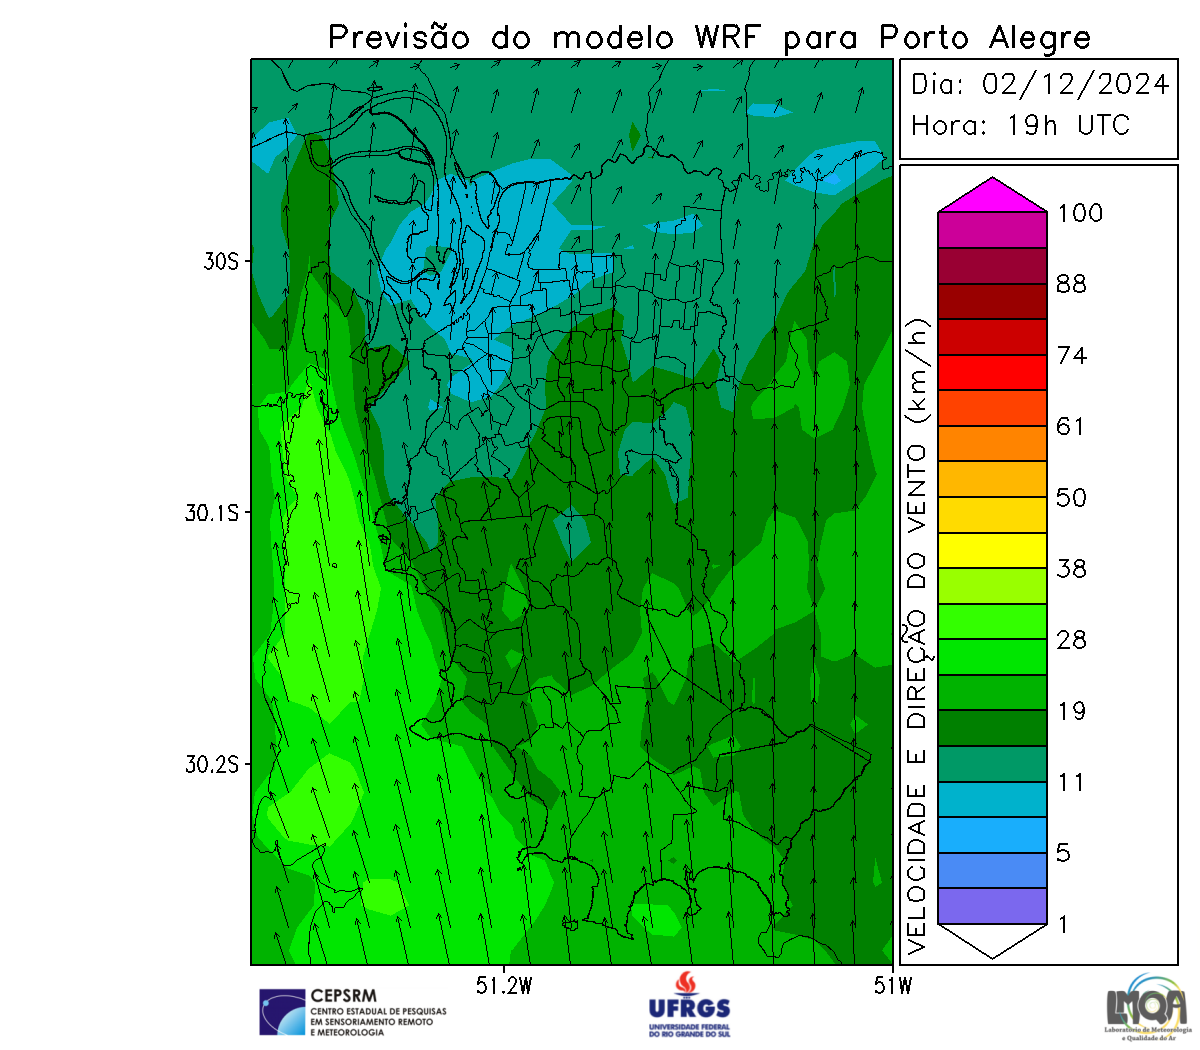 Previsão do modelo WRF para Porto Alegre
Dia: 02/12/2024
Hora: 19h UTC
30S
30.1S
30.2S
51.2W
51W
VELOCIDADE E DIREÇÃO DO VENTO (km/h)
100
88
74
61
50
38
28
19
11
5
1
CEPSRM
CENTRO ESTADUAL DE PESQUISAS
EM SENSORIAMENTO REMOTO
E METEOROLOGIA
UFRGS
UNIVERSIDADE FEDERAL
DO RIO GRANDE DO SUL
LMQA
Laboratório de Meteorologia
e Qualidade do Ar